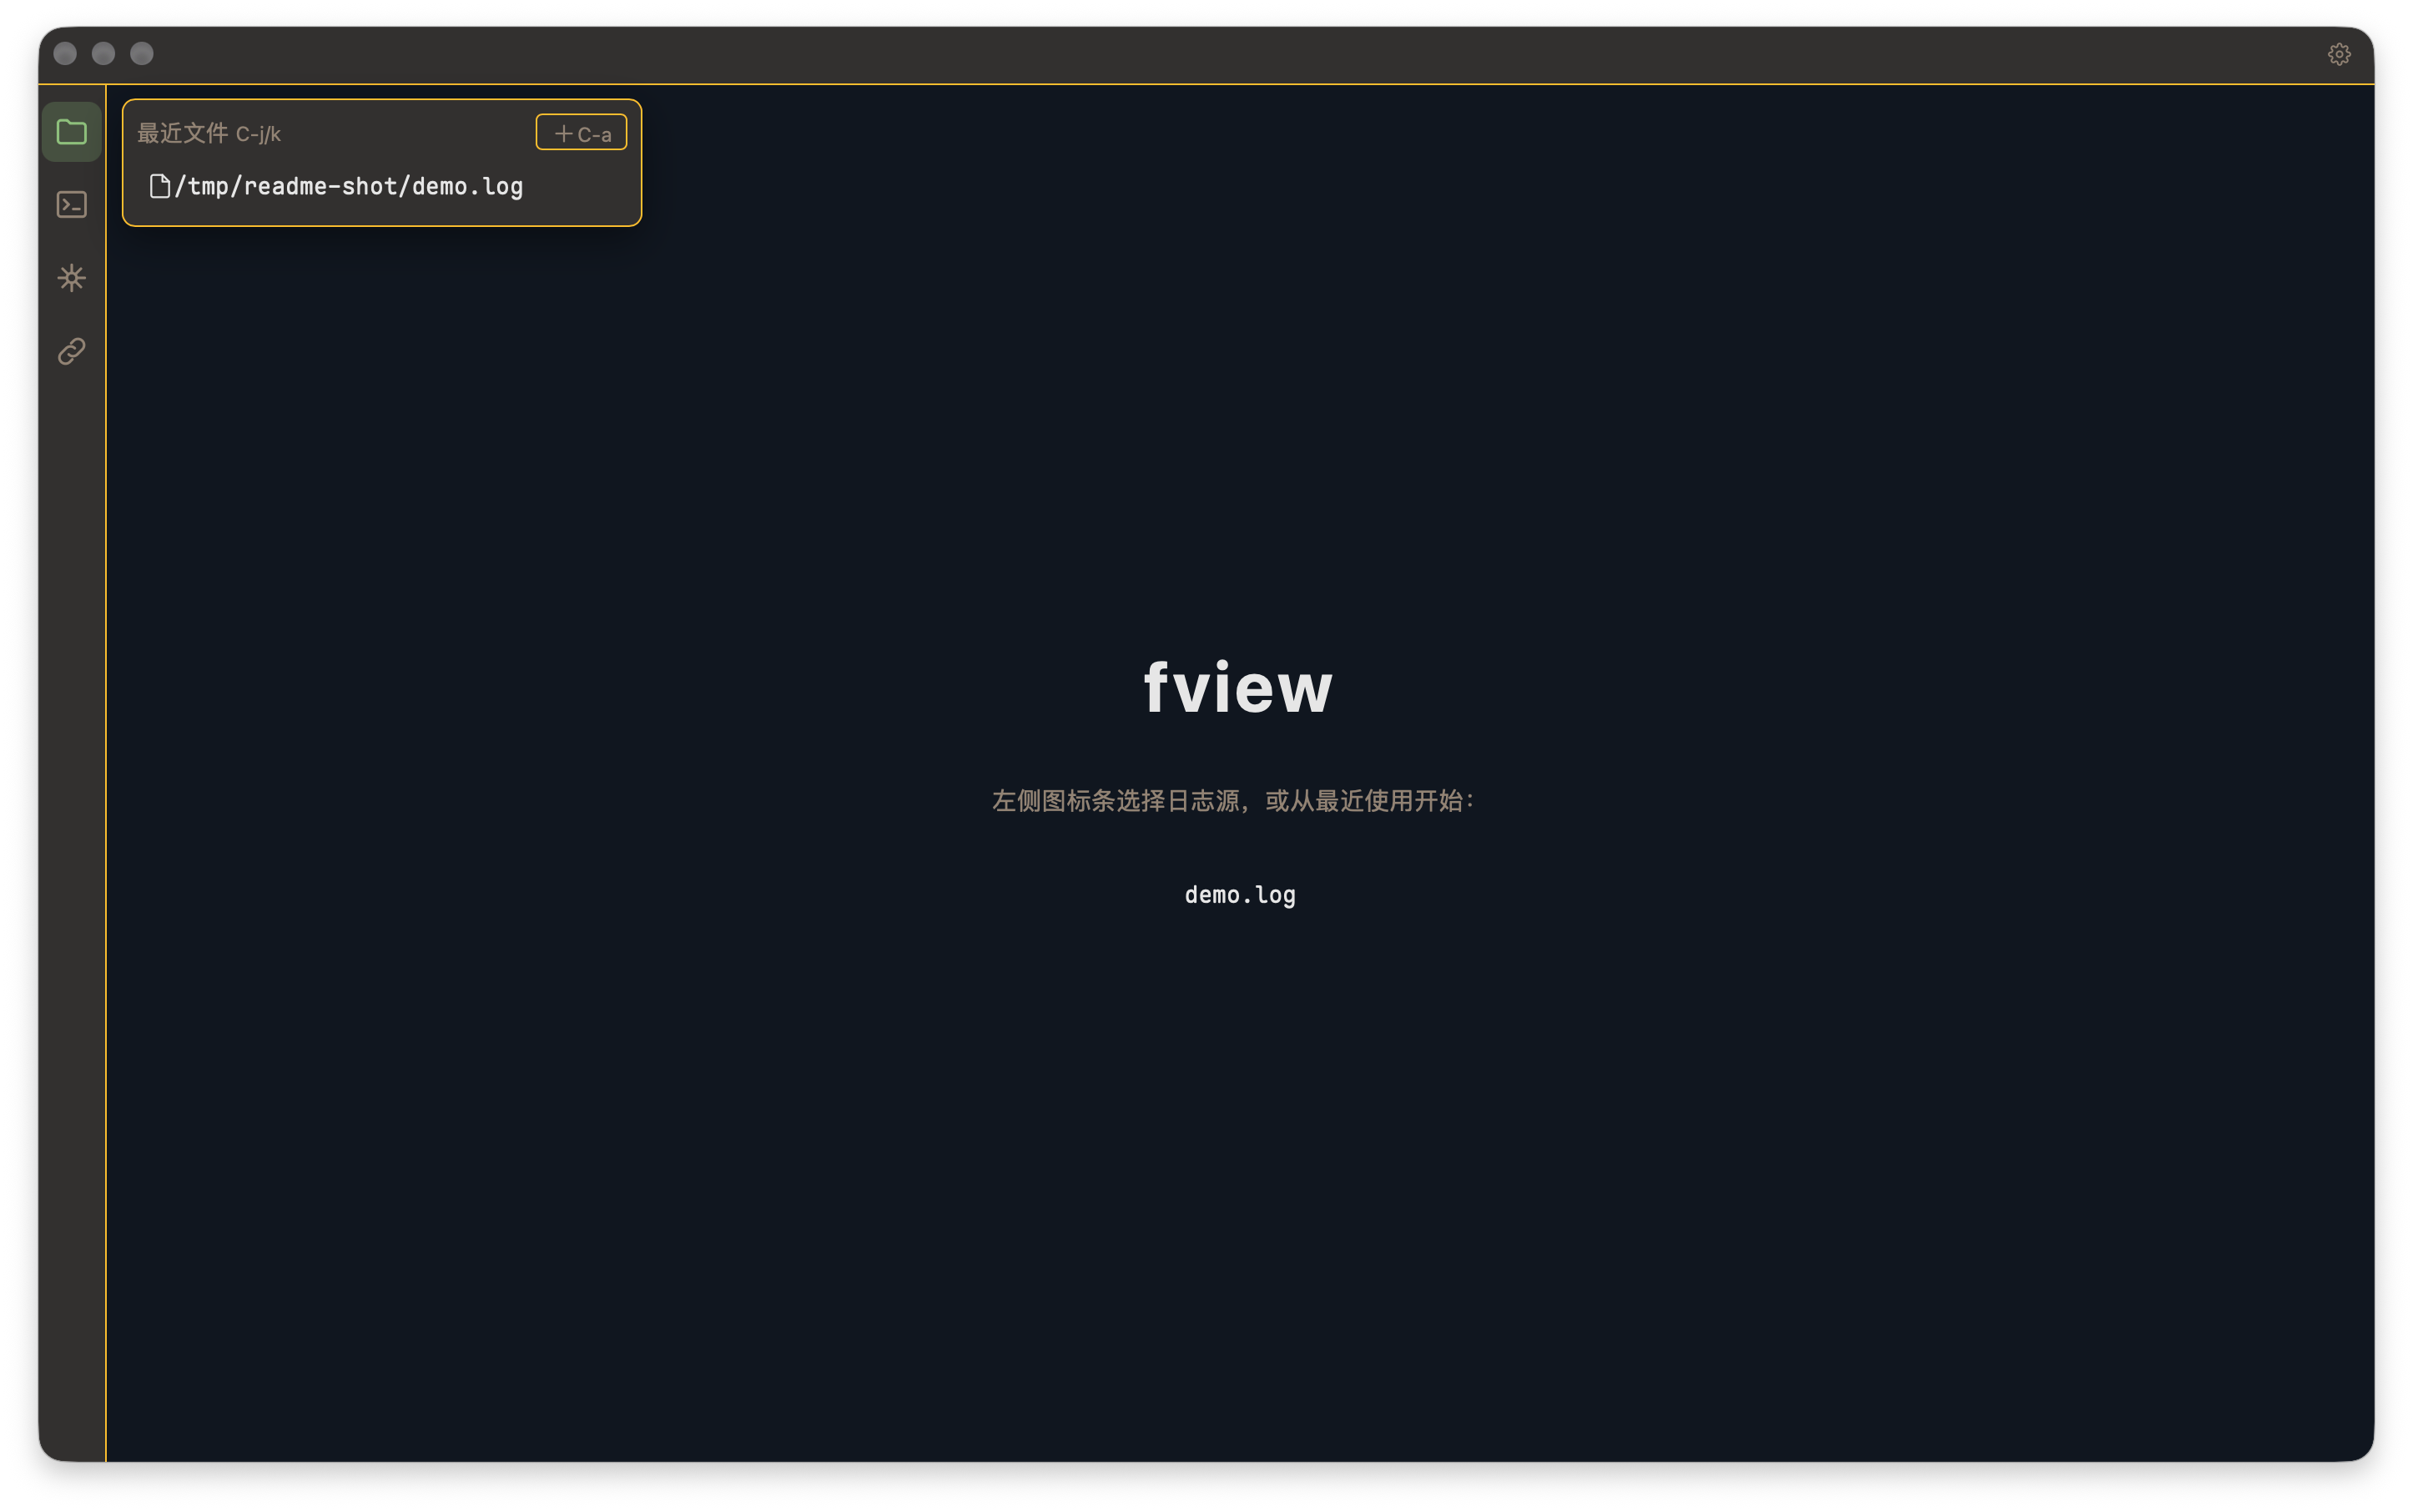 最近文件 C-j/k
＋C-a
/tmp/readme-shot/demo.log
fview
左侧图标条选择日志源，或从最近使用开始：
demo.log